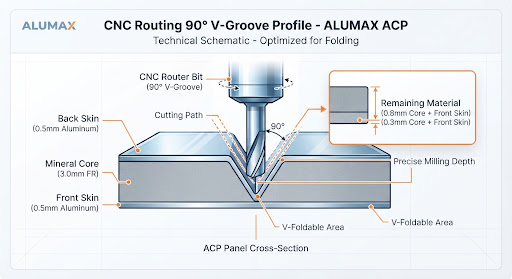 ALUMAX
CNC Routing 90° V-Groove Profile - ALUMAX ACP
Technical Schematic - Optimized for Folding
CNC Router Bit
(90° V-Groove)
Cutting Path
90°
Back Skin
(0.5mm Aluminum)
Mineral Core
(3.0mm FR)
Front Skin
(0.5mm Aluminum)
Remaining Material
(0.8mm Core + Front Skin)
(0.3mm Core + Front Skin)
Precise Milling Depth
V-Foldable Area
V-Foldable Area
ACP Panel Cross-Section